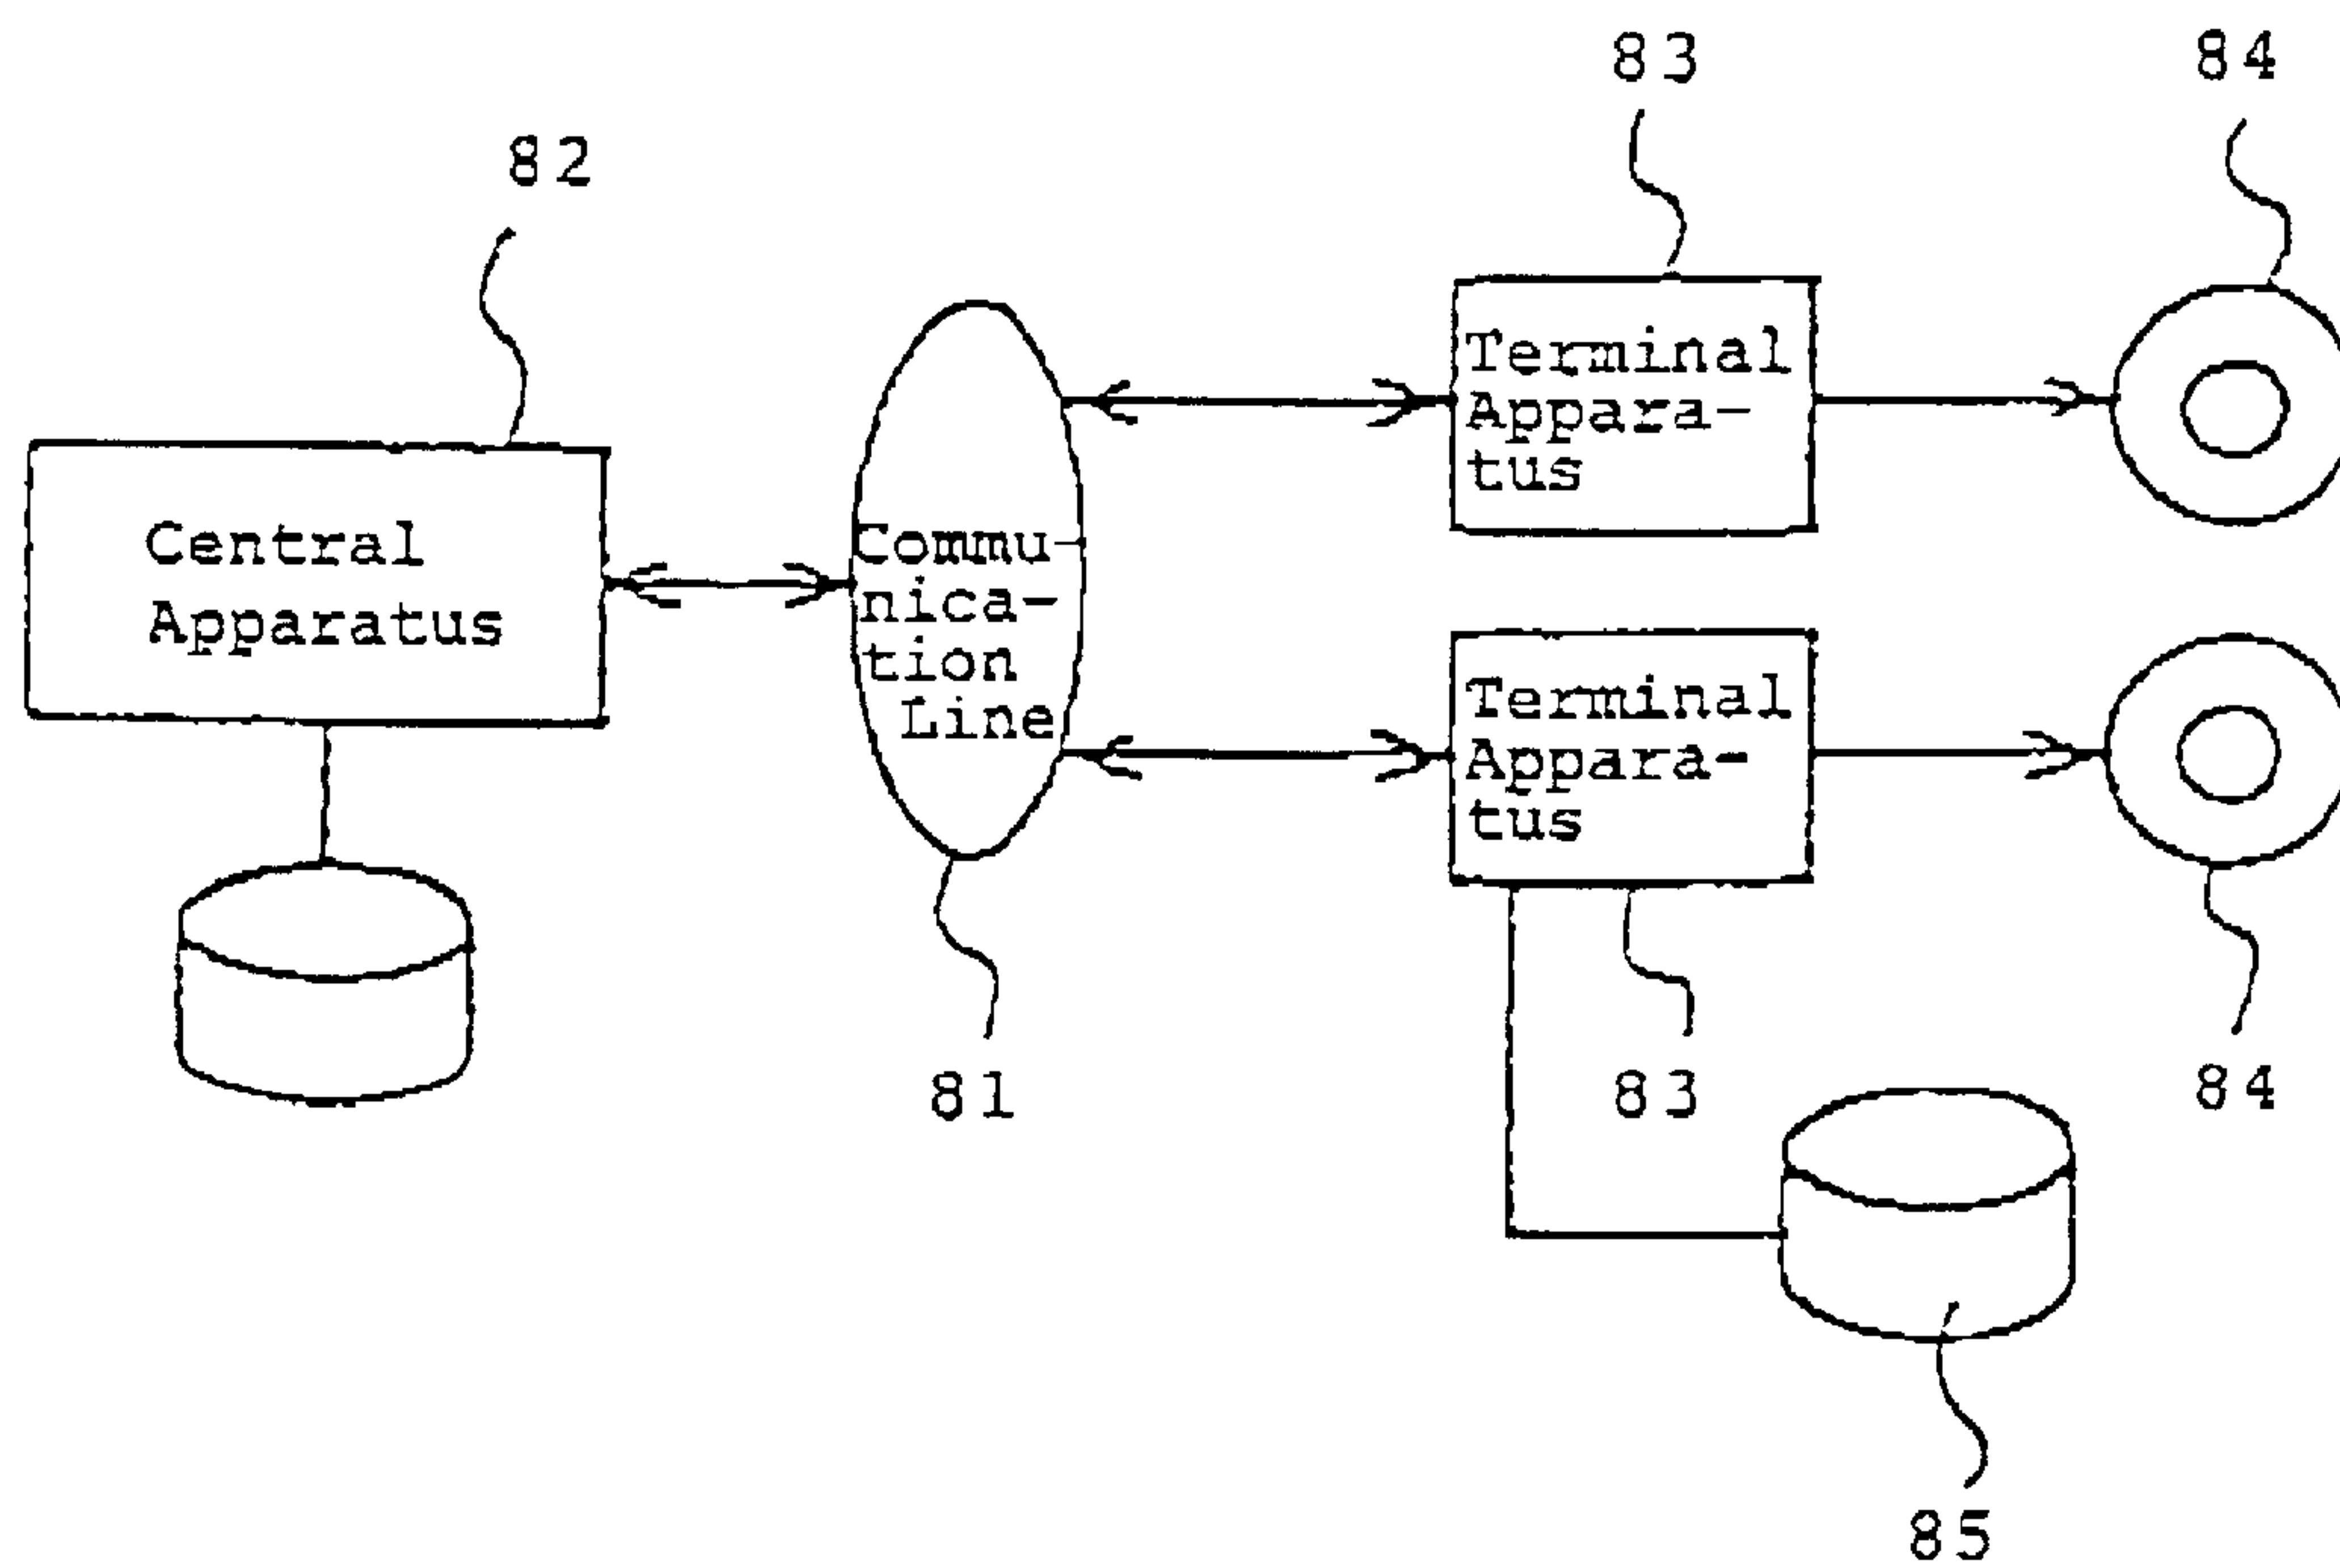 83
84
82
Terminal
Appara-
tus
Central
Apparatus
Commu-
nica-
tion
Line
Terminal
Appara-
tus
81
83
84
85